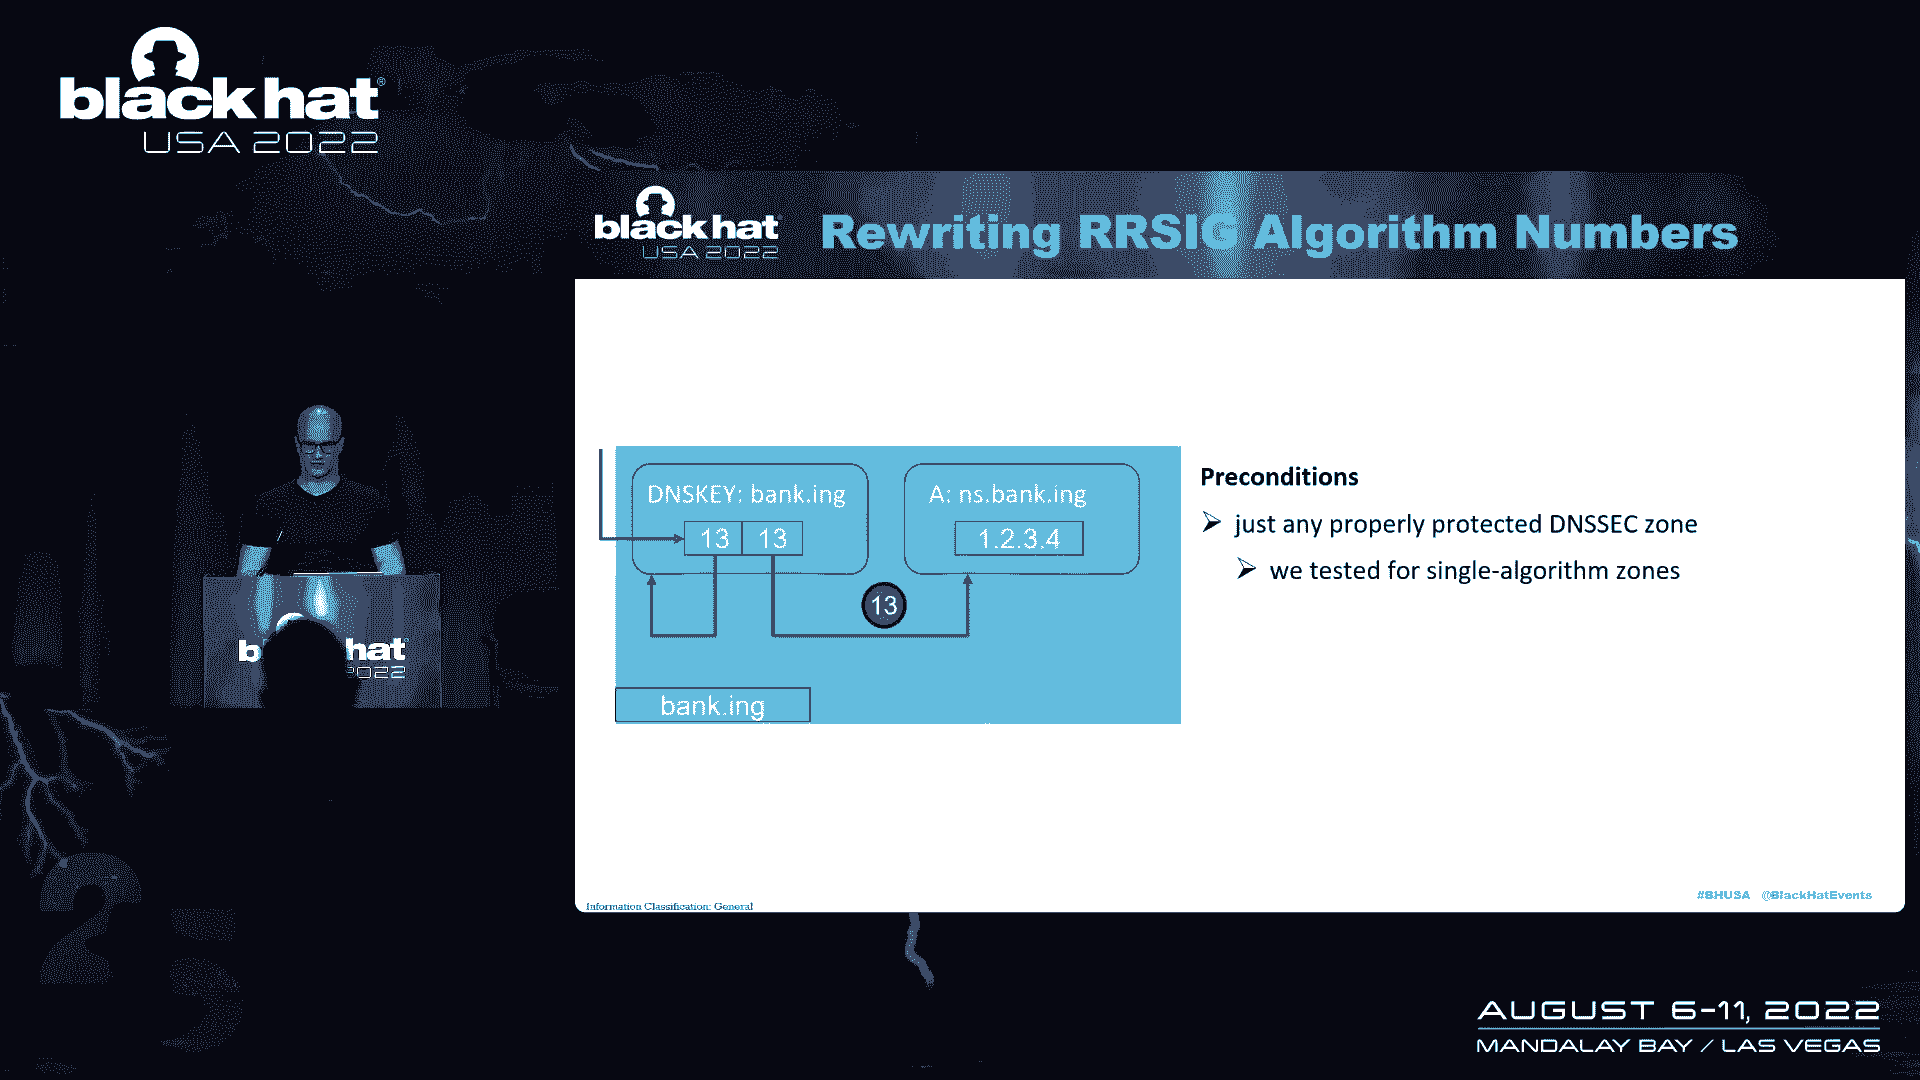 black hat®
USA 2022
black hat
USA 2022
Rewriting RRSIG Algorithm Numbers
DNSKEY: bank.ing
13 13
A: ns.bank.ing
1.2.3.4
13
bank.ing
Preconditions
just any properly protected DNSSEC zone
we tested for single-algorithm zones
Information Classification: General
#BHUSA @BlackHatEvents
b hat
2022
AUGUST 6-11, 2022
MANDALAY BAY / LAS VEGAS